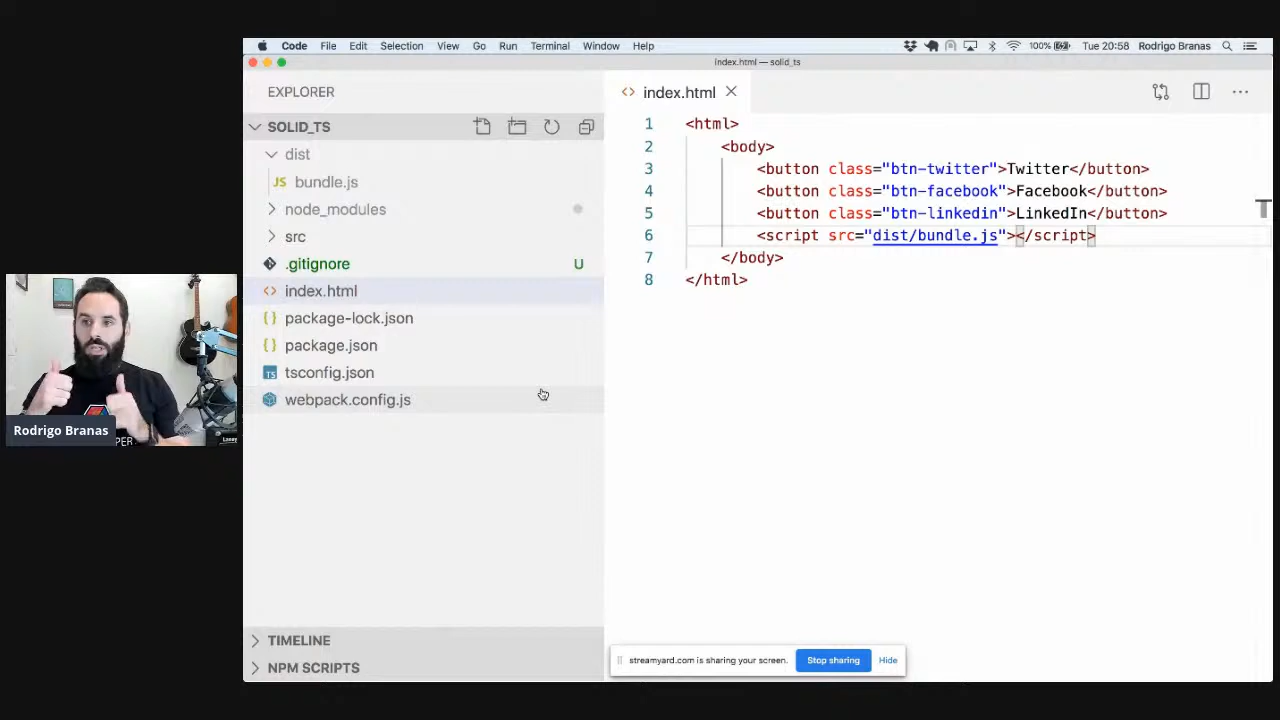 Code File Edit Selection View Go Run Terminal Window Help 100% Tue 20:58 Rodrigo Branas
index.html — solid_ts
EXPLORER
SOLID_TS
dist
JS bundle.js
node_modules
src
.gitignore U
index.html
{} package-lock.json
{} package.json
TS tsconfig.json
webpack.config.js
TIMELINE
NPM SCRIPTS
<> index.html
1 <html>
2 <body>
3 <button class="btn-twitter">Twitter</button>
4 <button class="btn-facebook">Facebook</button>
5 <button class="btn-linkedin">LinkedIn</button>
6 <script src="dist/bundle.js"></script>
7 </body>
8 </html>
streamyard.com is sharing your screen. Stop sharing Hide
Rodrigo Branas